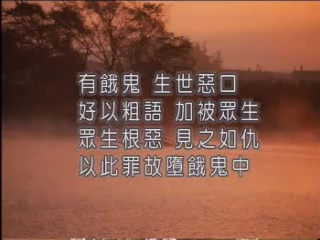 有餓鬼 生世惡口
好以粗語 加被眾生
眾生根惡 見之如仇
以此罪故墮餓鬼中